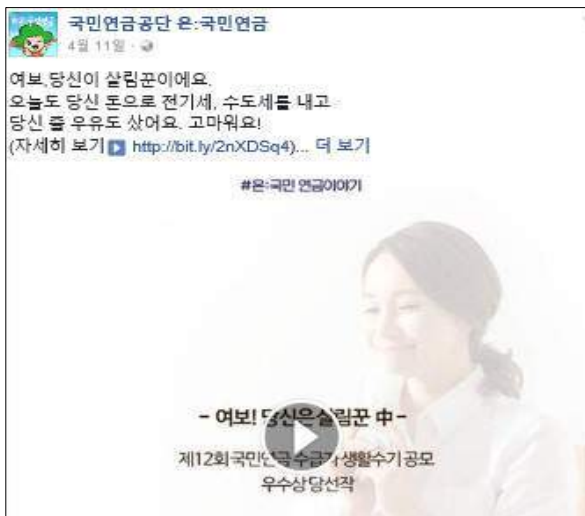 국민연금공단 온:국민연금
4월 11일 ·
여보,당신이 살림꾼이에요.
오늘도 당신 돈으로 전기세, 수도세를 내고
당신 줄 우유도 샀어요. 고마워요!
(자세히 보기▶ http://bit.ly/2nXDSq4)... 더 보기
#온:국민 연금이야기
- 여보! 당신은 살림꾼 中 -
제12회 국민연금 수급자 생활수기 공모
우수상 당선작